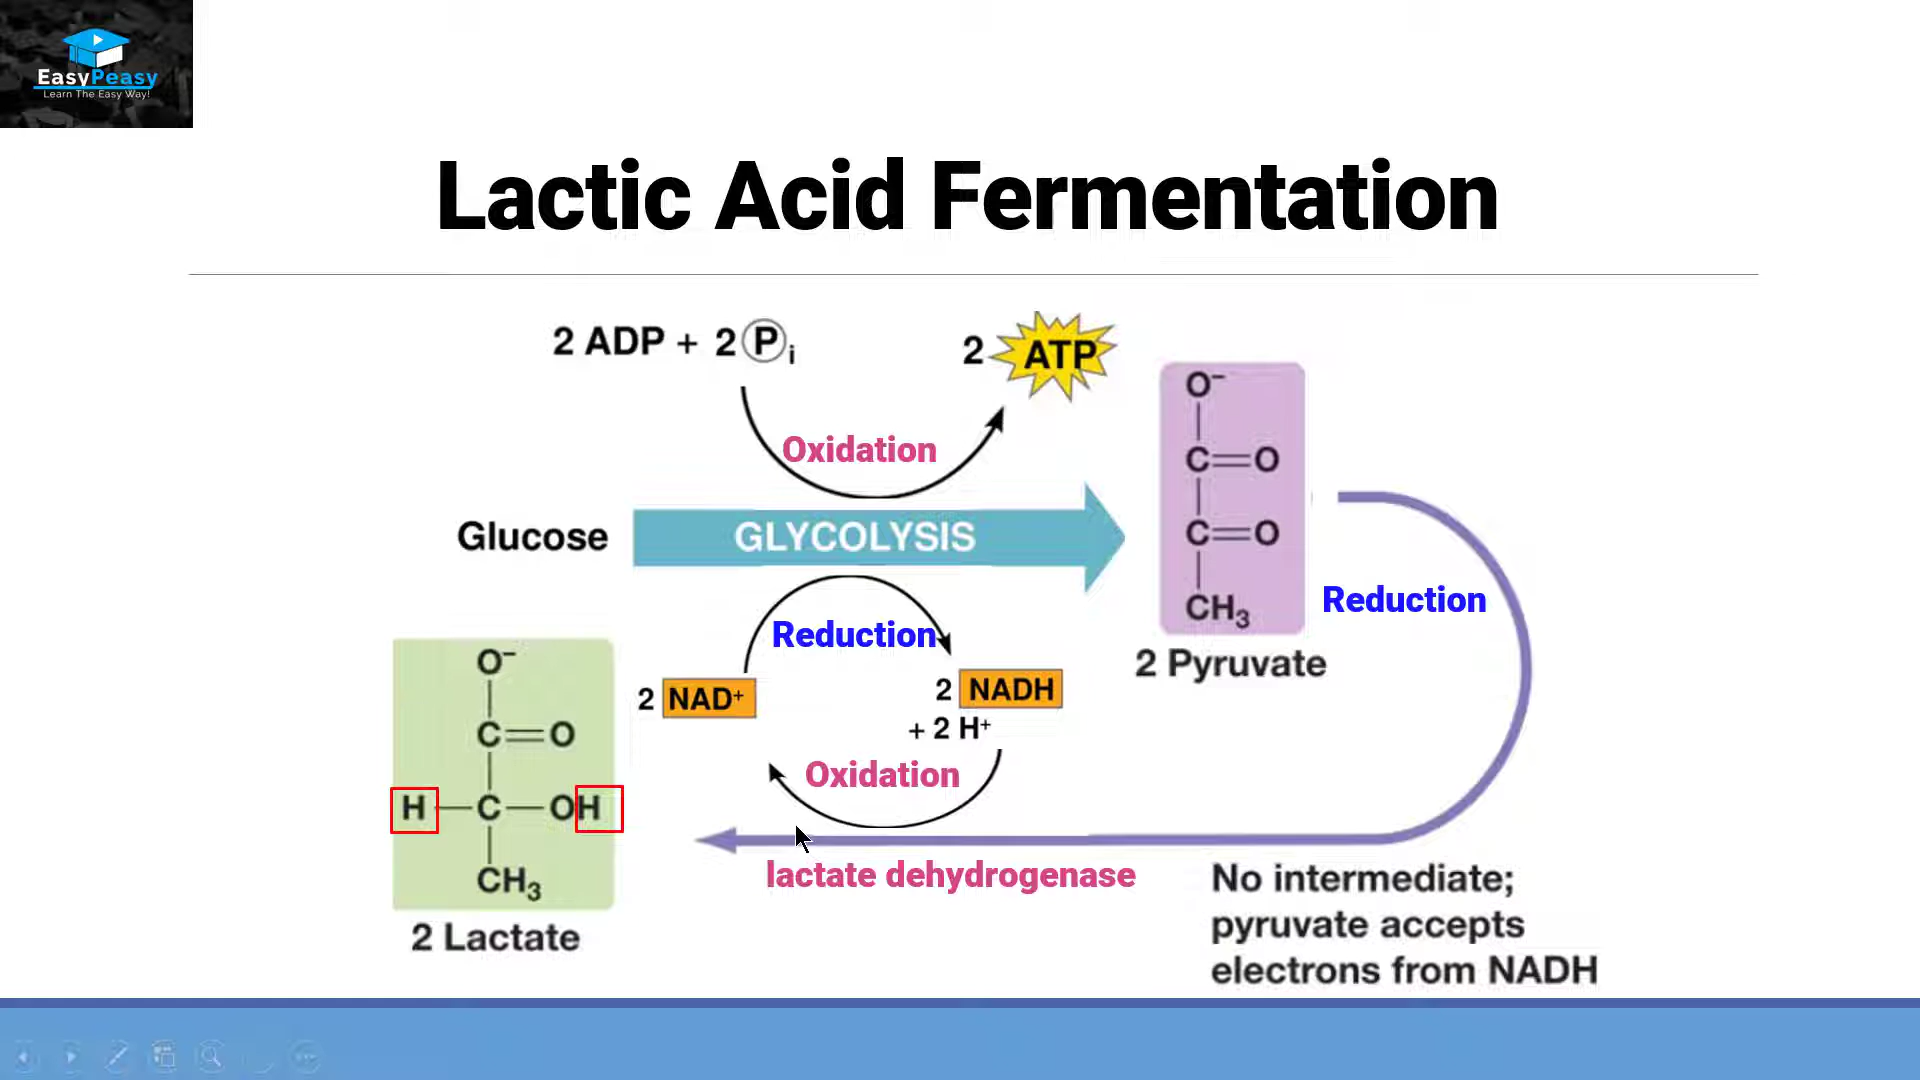 EasyPeasy
Learn The Easy Way!
Lactic Acid Fermentation
2 ADP + 2 Pi
2 ATP
Oxidation
Glucose
GLYCOLYSIS
O⁻
C=O
C=O
CH₃
2 Pyruvate
Reduction
Reduction
2 NAD⁺
2 NADH
+ 2 H⁺
Oxidation
lactate dehydrogenase
O⁻
C=O
H—C—OH
CH₃
2 Lactate
No intermediate;
pyruvate accepts
electrons from NADH